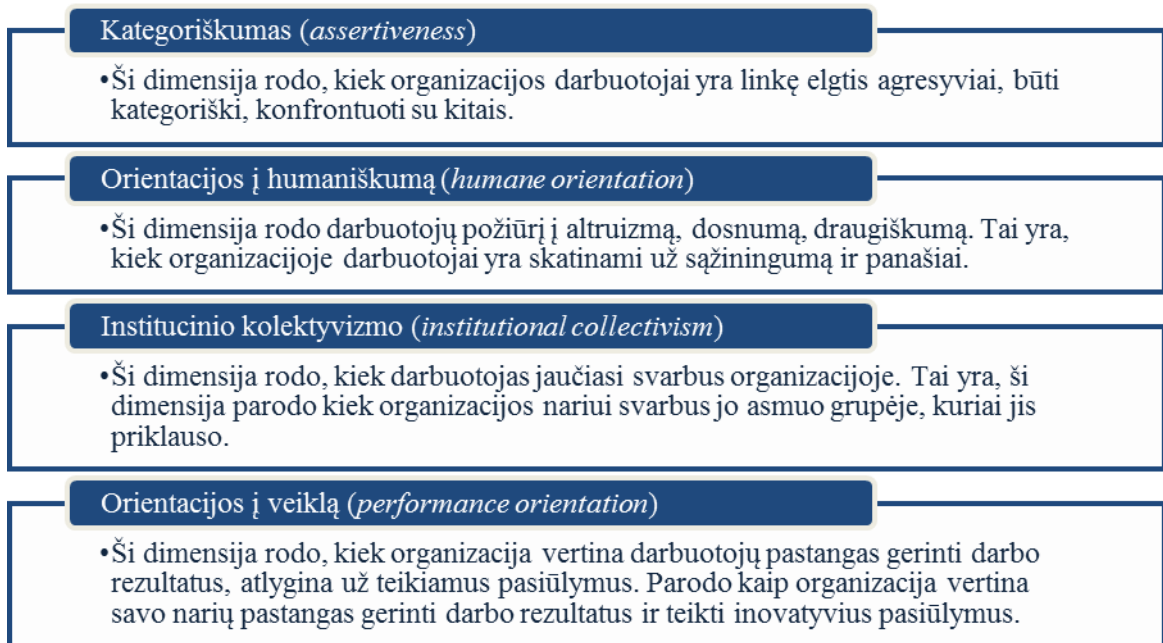 Kategoriškumas (assertiveness)
•Ši dimensija rodo, kiek organizacijos darbuotojai yra linkę elgtis agresyviai, būti
kategoriški, konfrontuoti su kitais.
Orientacijos į humaniškumą (humane orientation)
•Ši dimensija rodo darbuotojų požiūrį į altruizmą, dosnumą, draugiškumą. Tai yra,
kiek organizacijoje darbuotojai yra skatinami už sąžiningumą ir panašiai.
Institucinio kolektyvizmo (institutional collectivism)
•Ši dimensija rodo, kiek darbuotojas jaučiasi svarbus organizacijoje. Tai yra, ši
dimensija parodo kiek organizacijos nariui svarbus jo asmuo grupėje, kuriai jis
priklauso.
Orientacijos į veiklą (performance orientation)
•Ši dimensija rodo, kiek organizacija vertina darbuotojų pastangas gerinti darbo
rezultatus, atlygina už teikiamus pasiūlymus. Parodo kaip organizacija vertina
savo narių pastangas gerinti darbo rezultatus ir teikti inovatyvius pasiūlymus.